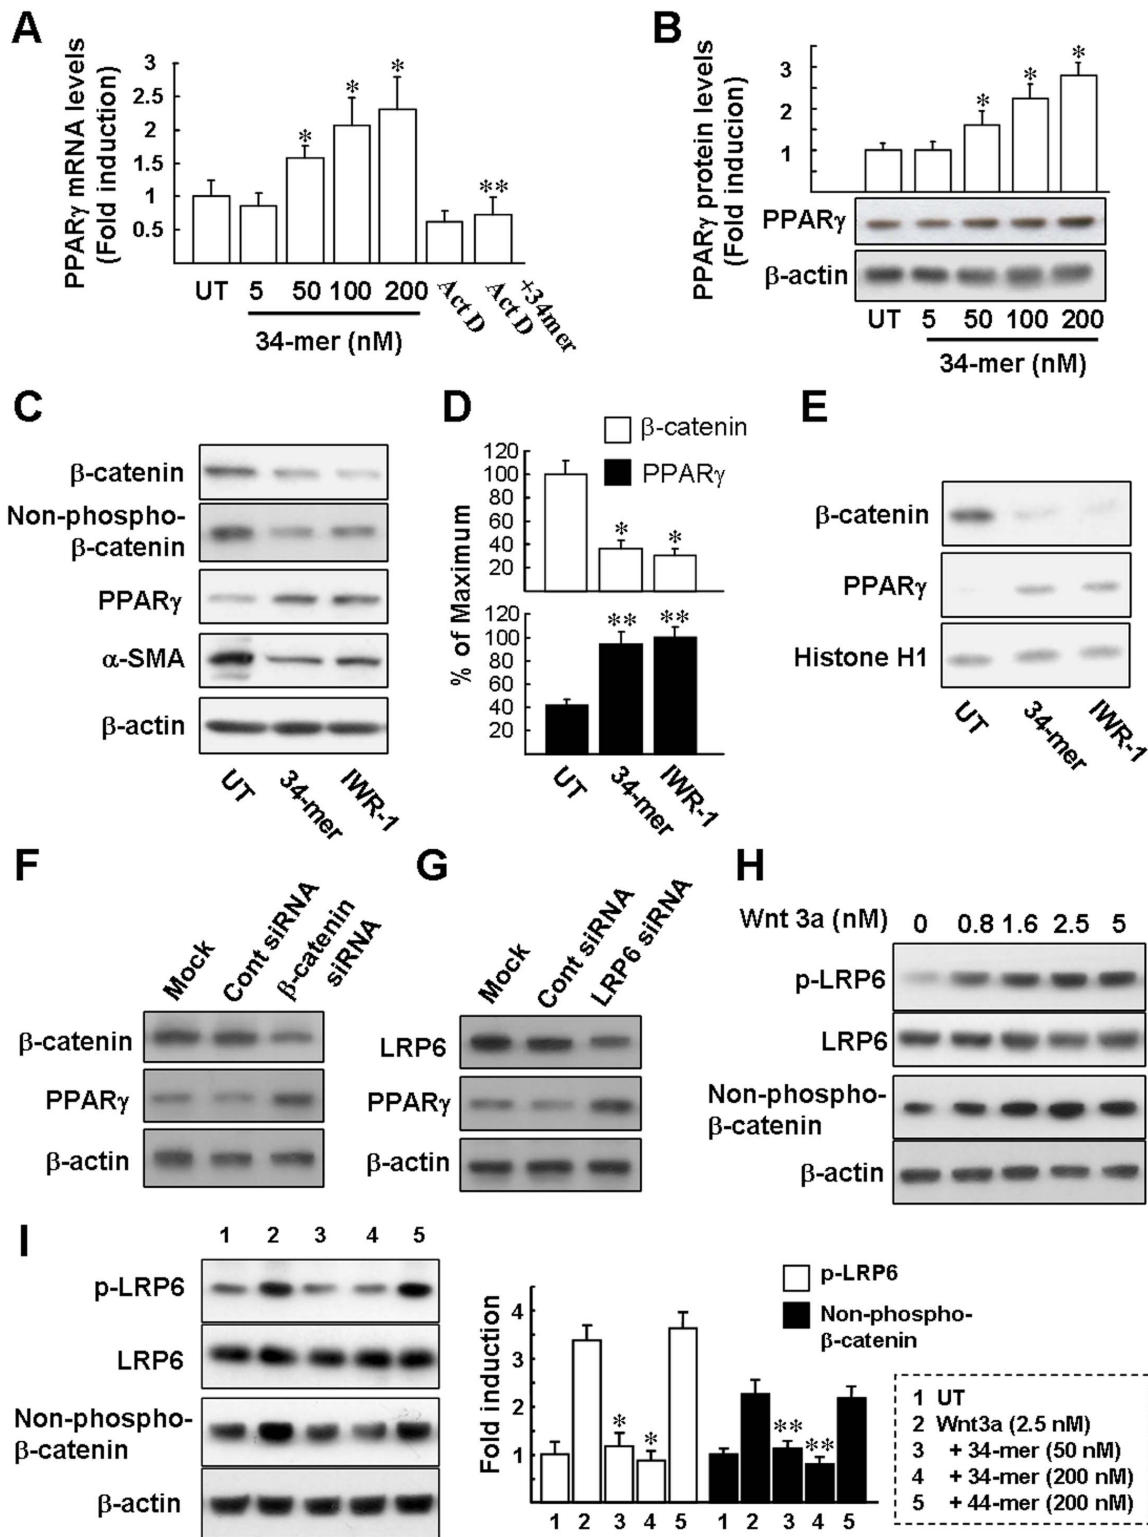 A
PPARγ mRNA levels
(Fold induction)
3
2.5
2
1.5
1
0.5
*
*
*
**
UT 5 50 100 200 Act D Act D +34mer
34-mer (nM)
B
PPARγ protein levels
(Fold inducion)
3
2
1
*
*
*
PPARγ
β-actin
UT 5 50 100 200
34-mer (nM)
C
β-catenin
Non-phospho-
β-catenin
PPARγ
α-SMA
β-actin
UT 34-mer IWR-1
D
β-catenin
PPARγ
% of Maximum
120
100
80
60
40
20
* *
120
100
80
60
40
20
** **
UT 34-mer IWR-1
E
β-catenin
PPARγ
Histone H1
UT 34-mer IWR-1
F
Mock Cont siRNA β-catenin
siRNA
β-catenin
PPARγ
β-actin
G
Mock Cont siRNA LRP6 siRNA
LRP6
PPARγ
β-actin
H
Wnt 3a (nM) 0 0.8 1.6 2.5 5
p-LRP6
LRP6
Non-phospho-
β-catenin
β-actin
I
1 2 3 4 5
p-LRP6
LRP6
Non-phospho-
β-catenin
β-actin
Fold induction
4
3
2
1
p-LRP6
Non-phospho-
β-catenin
* * ** **
1 2 3 4 5 1 2 3 4 5
1 UT
2 Wnt3a (2.5 nM)
3 + 34-mer (50 nM)
4 + 34-mer (200 nM)
5 + 44-mer (200 nM)